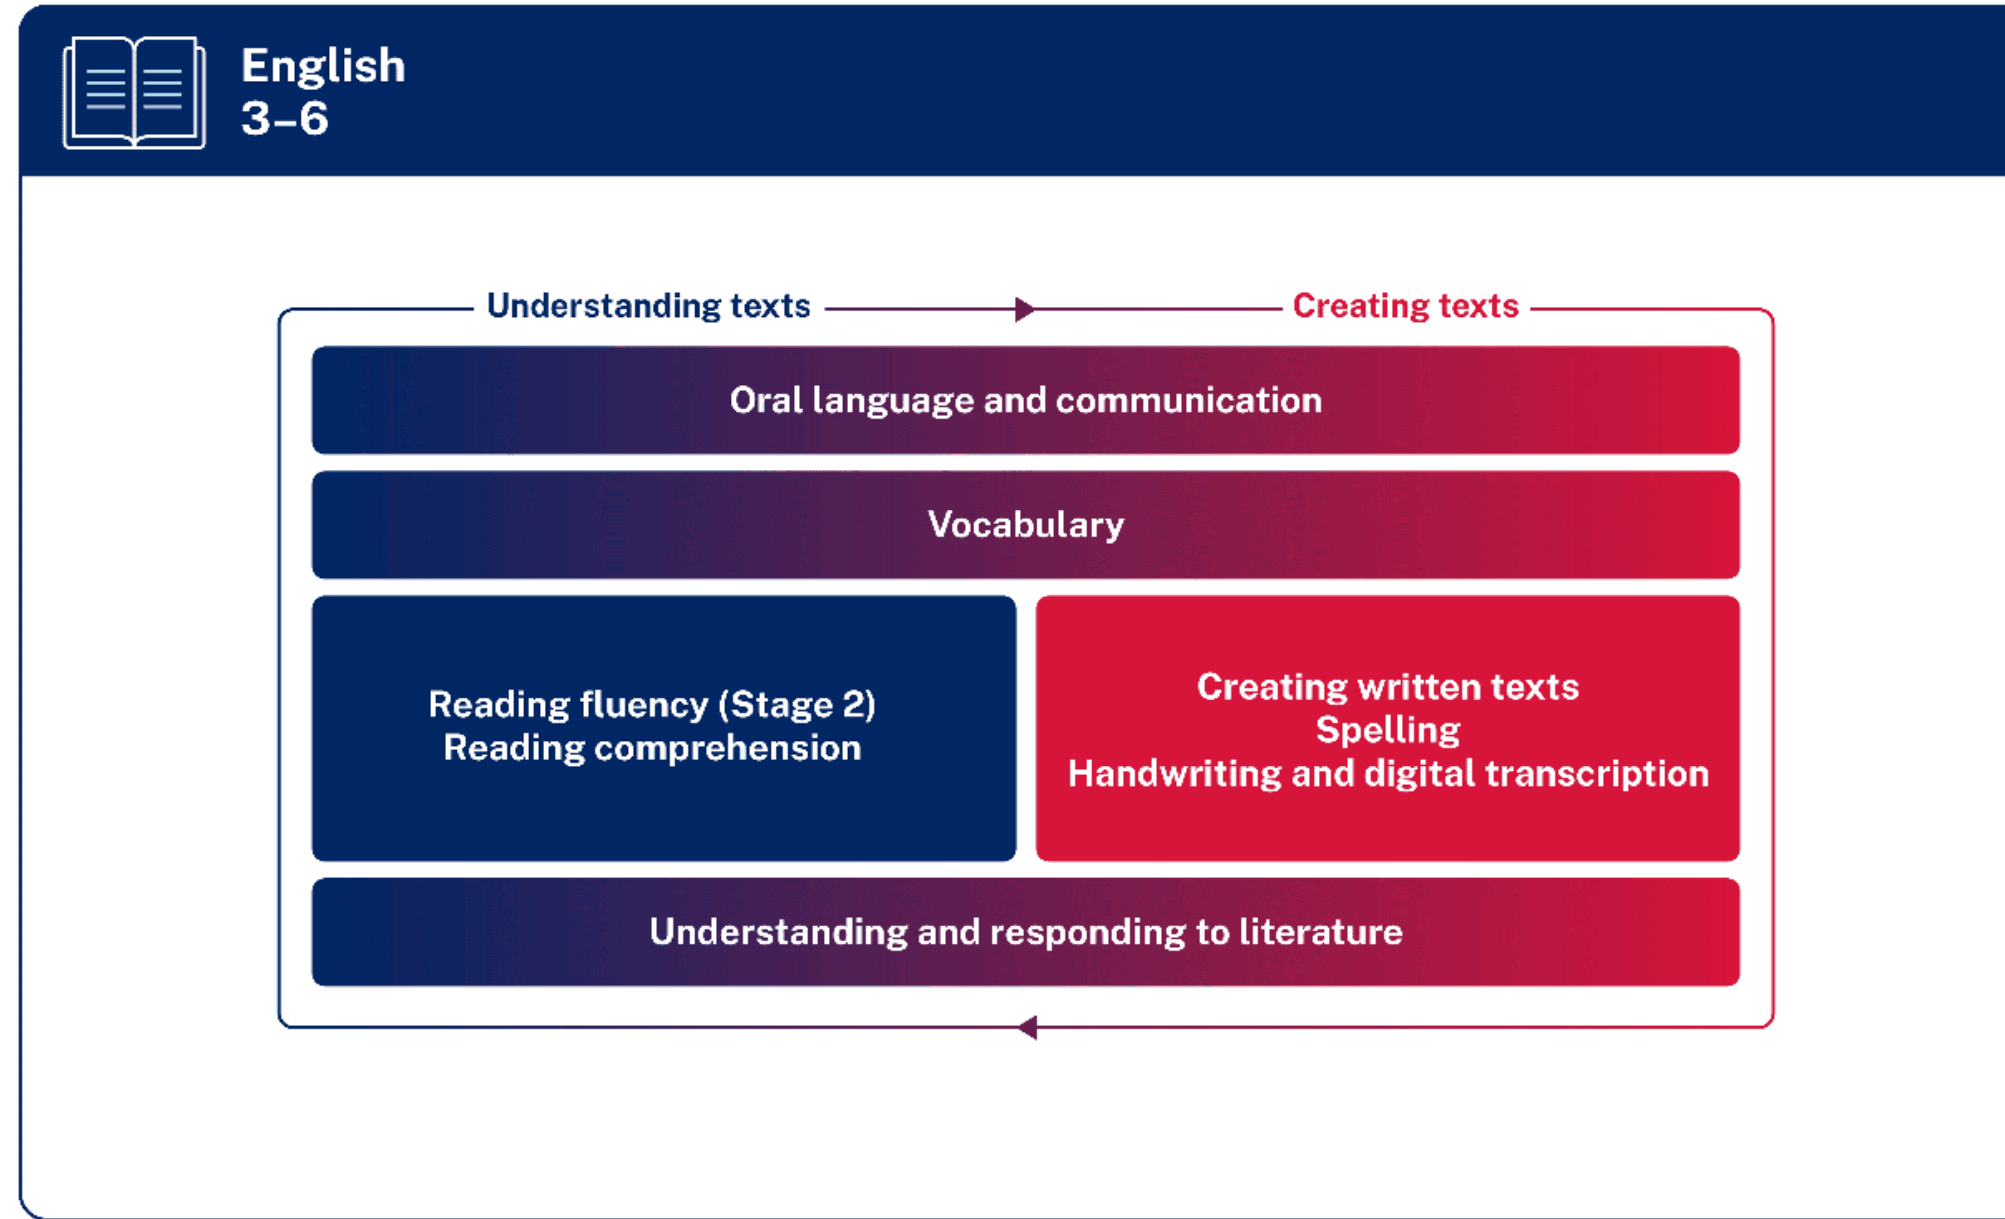 English
3–6
Understanding texts
Creating texts
Oral language and communication
Vocabulary
Reading fluency (Stage 2)
Reading comprehension
Creating written texts
Spelling
Handwriting and digital transcription
Understanding and responding to literature